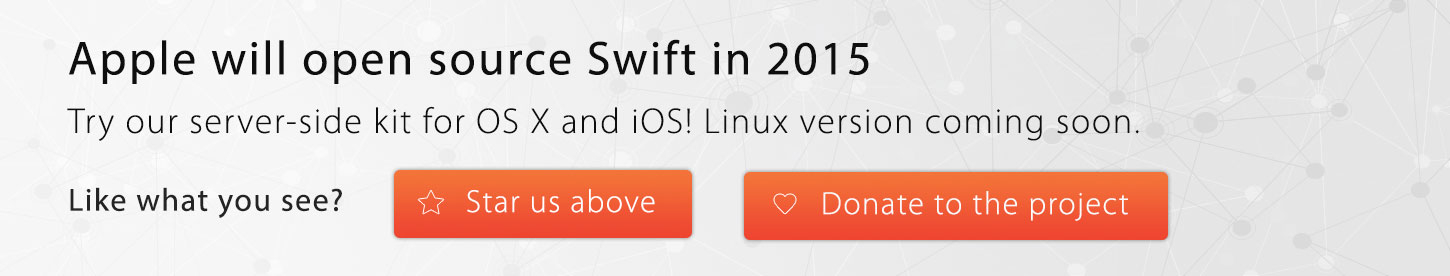 Apple will open source Swift in 2015
Try our server-side kit for OS X and iOS! Linux version coming soon.
Like what you see? Star us above Donate to the project